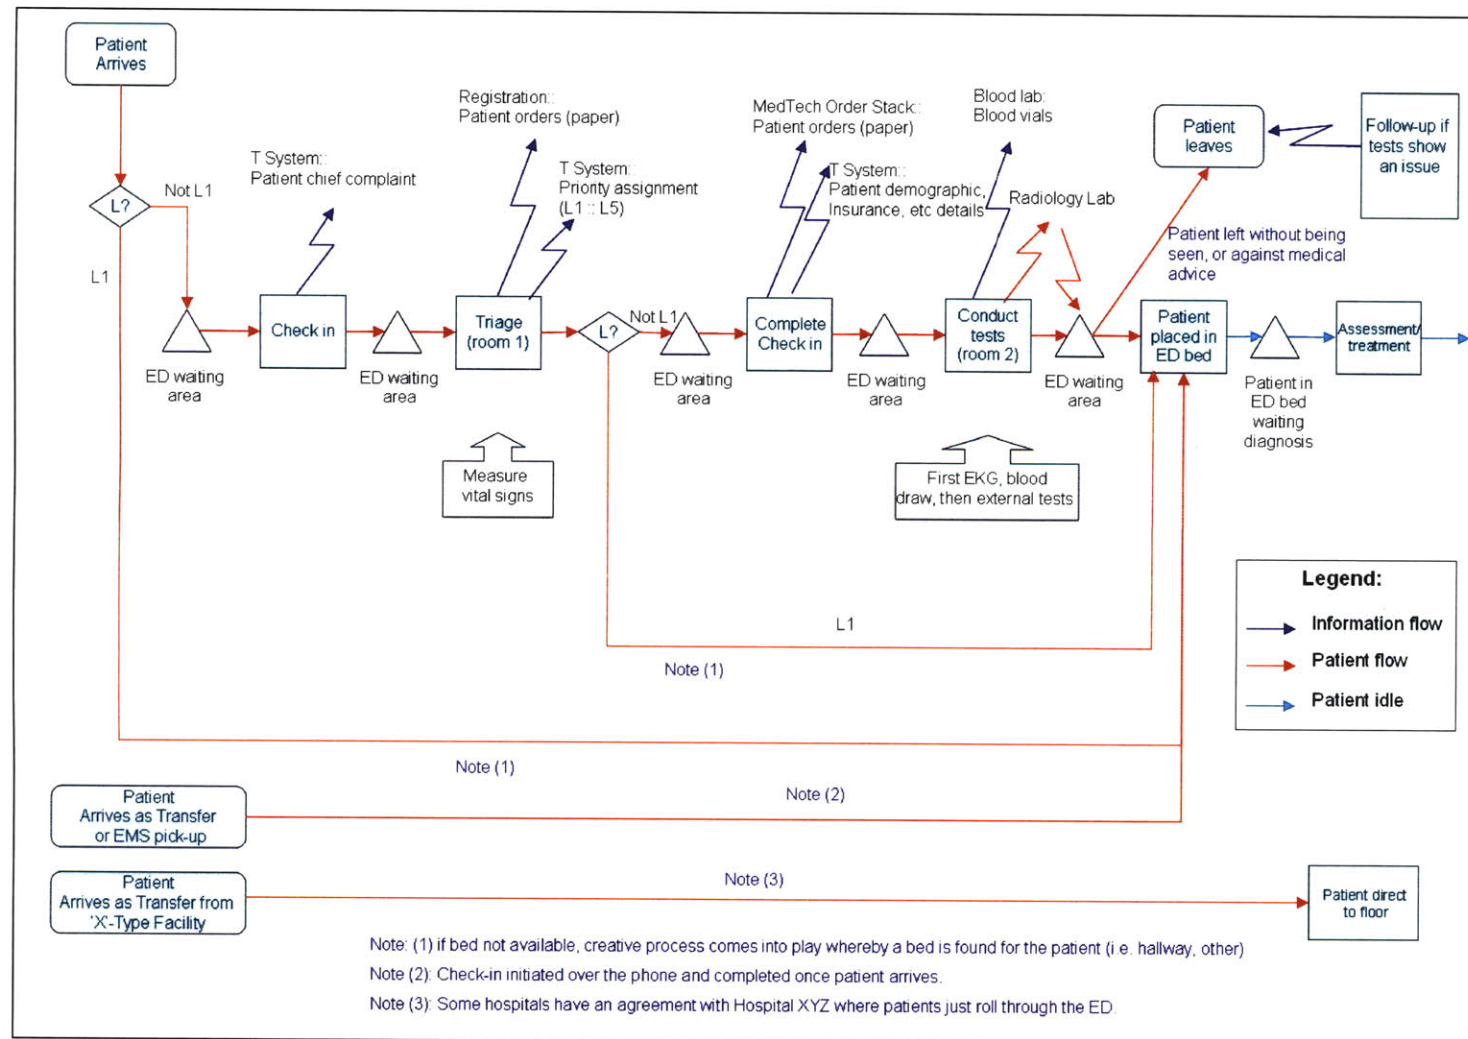 Patient
Arrives
Registration::
Patient orders (paper)
MedTech Order Stack::
Patient orders (paper)
Blood lab:
Blood vials
Patient
leaves
Follow-up if
tests show
an issue
T System::
Patient chief complaint
T System::
Priority assignment
(L1 :: L5)
T System::
Patient demographic,
Insurance, etc details
Radiology Lab
Not L1
L?
L1
Patient left without being
seen, or against medical
advice
Check in
Triage
(room 1)
L?
Not L1
Complete
Check in
Conduct
tests
(room 2)
Patient
placed in
ED bed
Assessment/
treatment
ED waiting
area
ED waiting
area
ED waiting
area
ED waiting
area
ED waiting
area
Patient in
ED bed
waiting
diagnosis
Measure
vital signs
First EKG, blood
draw, then external tests
L1
Note (1)
Legend:
Information flow
Patient flow
Patient idle
Note (1)
Note (2)
Patient
Arrives as Transfer
or EMS pick-up
Patient
Arrives as Transfer from
'X'-Type Facility
Note (3)
Patient direct
to floor
Note: (1) if bed not available, creative process comes into play whereby a bed is found for the patient (i.e. hallway, other)
Note (2): Check-in initiated over the phone and completed once patient arrives.
Note (3): Some hospitals have an agreement with Hospital XYZ where patients just roll through the ED.